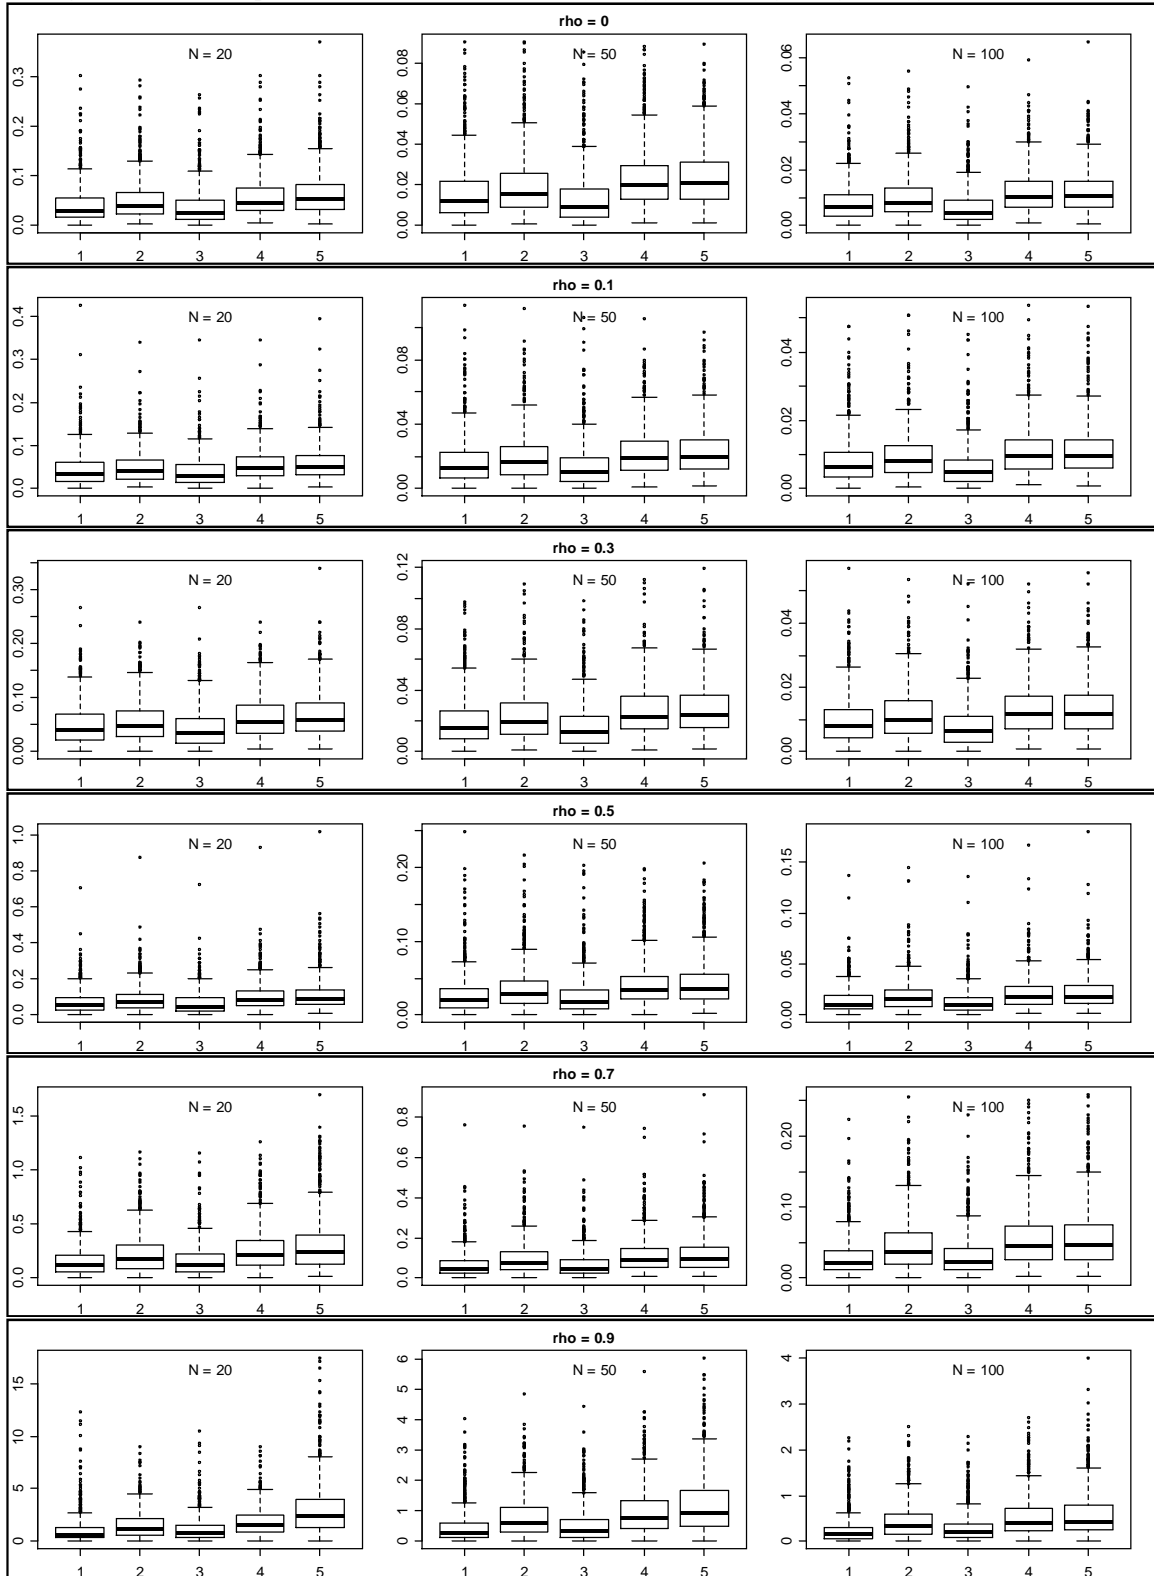 rho = 0
N = 20
N = 50
N = 100
0.0 0.1 0.2 0.3
0.00 0.02 0.04 0.06 0.08
0.00 0.02 0.04 0.06
1 2 3 4 5
1 2 3 4 5
1 2 3 4 5
rho = 0.1
N = 20
N = 50
N = 100
0.0 0.1 0.2 0.3 0.4
0.00 0.04 0.08
0.00 0.02 0.04
1 2 3 4 5
1 2 3 4 5
1 2 3 4 5
rho = 0.3
N = 20
N = 50
N = 100
0.00 0.10 0.20 0.30
0.00 0.04 0.08 0.12
0.00 0.02 0.04
1 2 3 4 5
1 2 3 4 5
1 2 3 4 5
rho = 0.5
N = 20
N = 50
N = 100
0.0 0.2 0.4 0.6 0.8 1.0
0.00 0.10 0.20
0.00 0.05 0.10 0.15
1 2 3 4 5
1 2 3 4 5
1 2 3 4 5
rho = 0.7
N = 20
N = 50
N = 100
0.0 0.5 1.0 1.5
0.0 0.2 0.4 0.6 0.8
0.00 0.10 0.20
1 2 3 4 5
1 2 3 4 5
1 2 3 4 5
rho = 0.9
N = 20
N = 50
N = 100
0 5 10 15
0 1 2 3 4 5 6
0 1 2 3 4
1 2 3 4 5
1 2 3 4 5
1 2 3 4 5